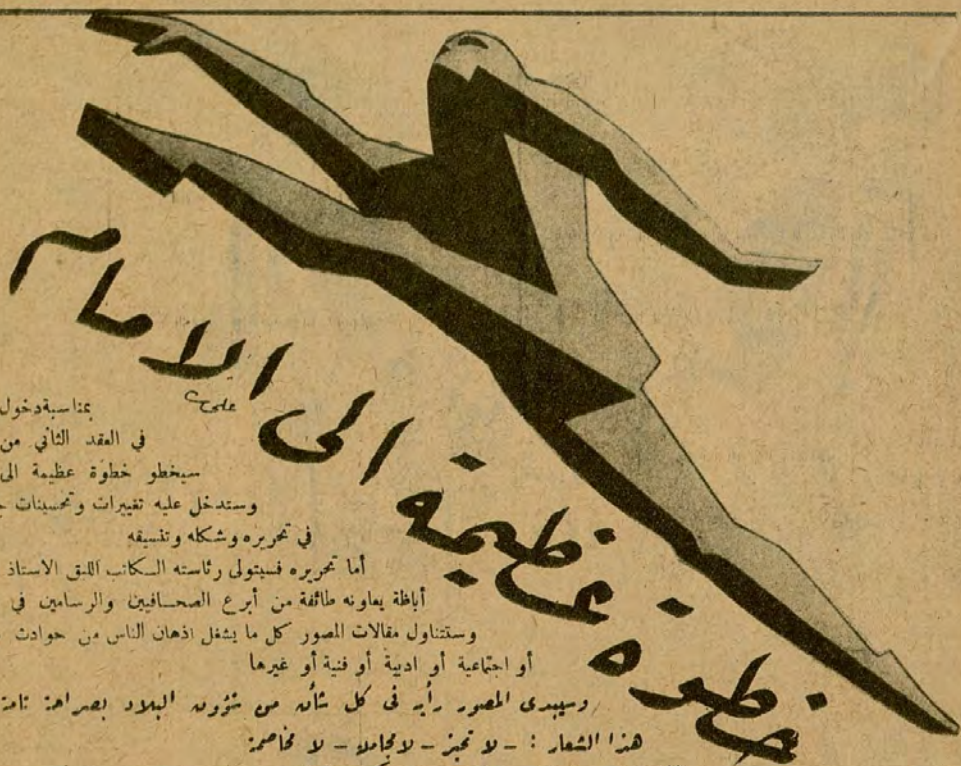 خطوة عظيمة الى الامام
بمناسبة دخول
في العقد الثاني من
سيخطو خطوة عظيمة الى
وستدخل عليه تغييرات وتحسينات
في تحريره وشكله وتنسيقه
أما تحريره فسيتولى رئاسته الكاتب اللبق الاستاذ
أباظة يعاونه طائفة من أبرع الصحافيين والرسامين في
وستتناول مقالات المصور كل ما يشغل اذهان الناس من حوادث
أو اجتماعية أو ادبية أو فنية أو غيرها
وسيبدى المصور رأيه فى كل شأن من شؤون البلاد بصراحة تامة
هذا الشعار : – لا تحيز – لا مجاملة – لا مخاصمة